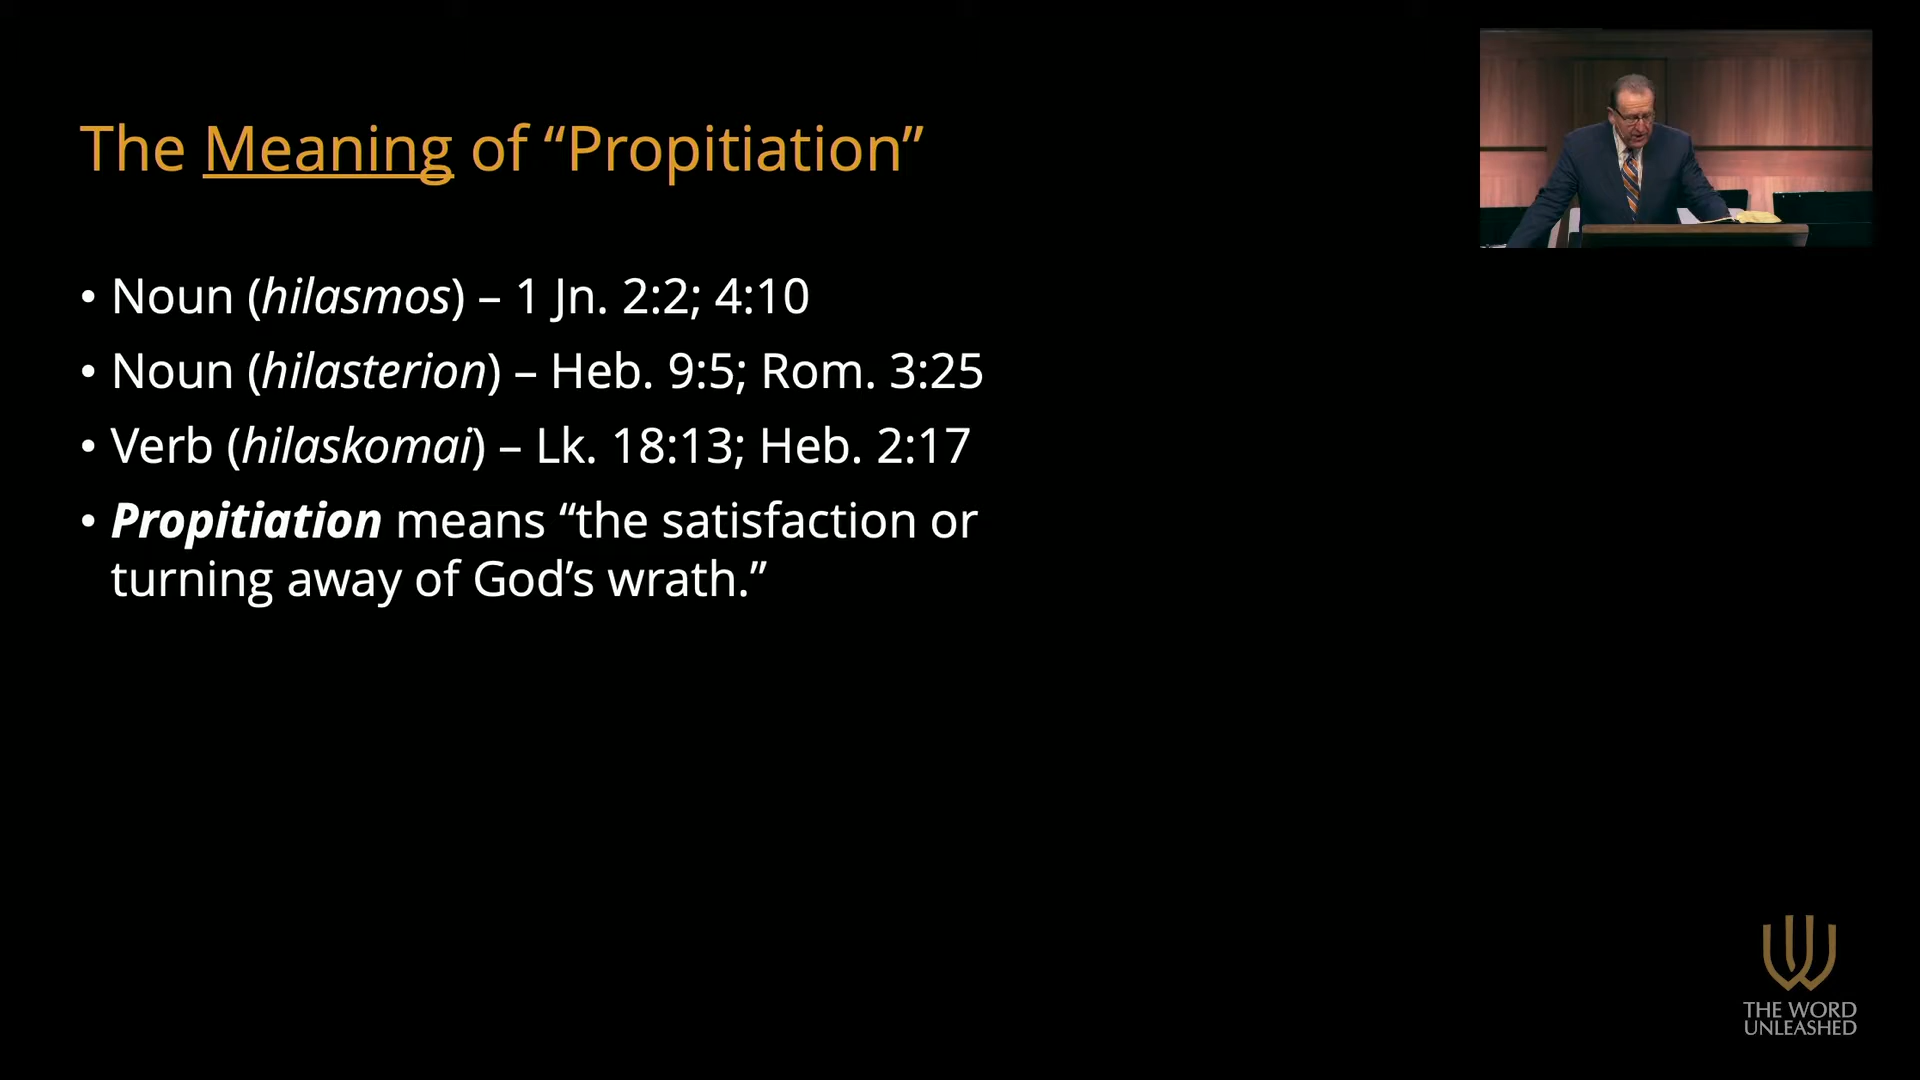 The Meaning of “Propitiation”
• Noun (hilasmos) – 1 Jn. 2:2; 4:10
• Noun (hilasterion) – Heb. 9:5; Rom. 3:25
• Verb (hilaskomai) – Lk. 18:13; Heb. 2:17
• Propitiation means “the satisfaction or
turning away of God’s wrath.”
THE WORD
UNLEASHED